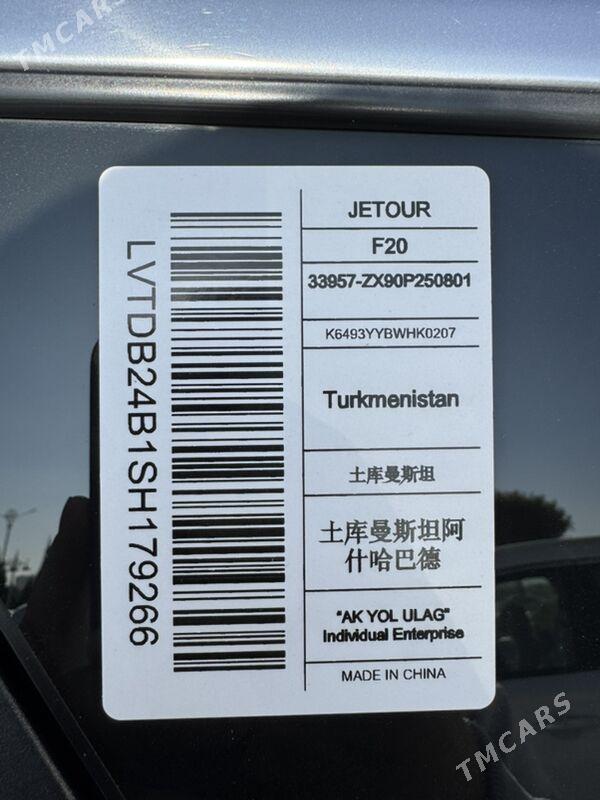 TMCARS
LVTDB24B1SH179266
JETOUR
F20
33957-ZX90P250801
K6493YYBWHK0207
Turkmenistan
土库曼斯坦
土库曼斯坦阿
什哈巴德
"AK YOL ULAG"
Individual Enterprise
MADE IN CHINA
TMCARS